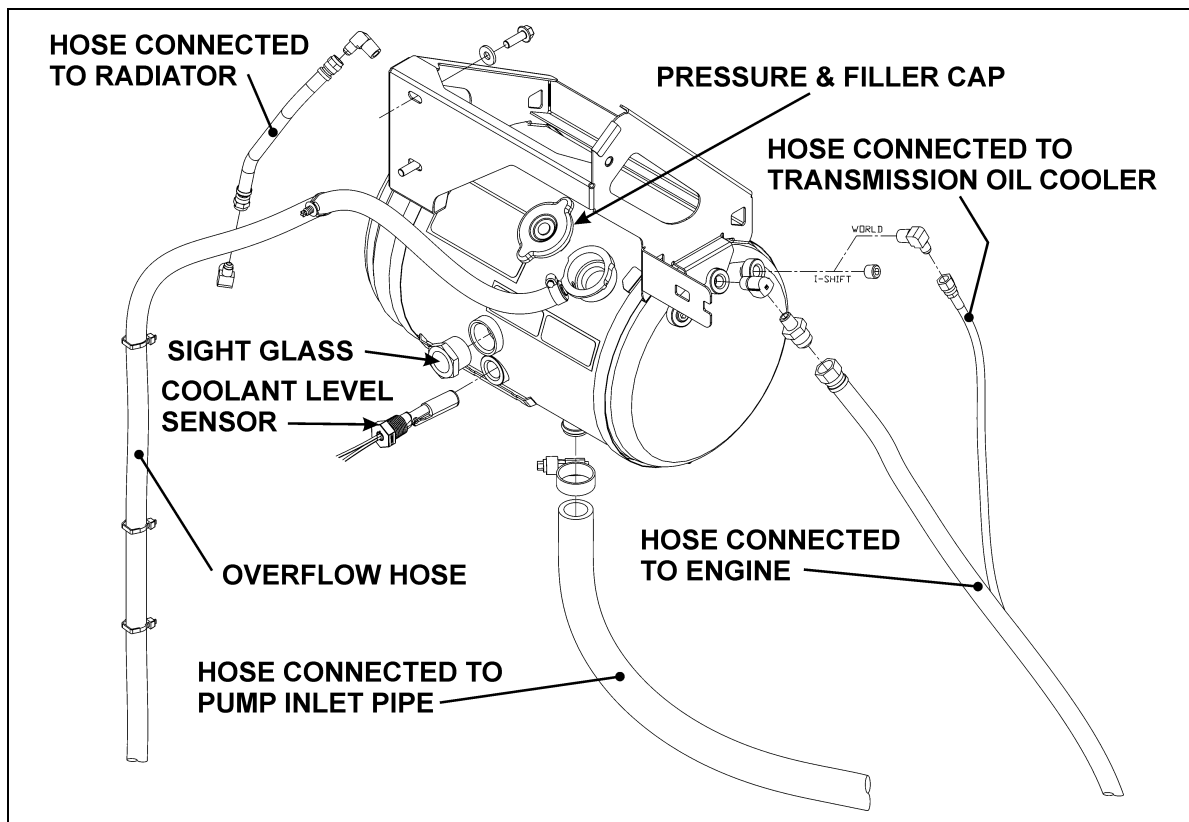 HOSE CONNECTED
TO RADIATOR
PRESSURE & FILLER CAP
HOSE CONNECTED TO
TRANSMISSION OIL COOLER
WORLD
I-SHIFT
SIGHT GLASS
COOLANT LEVEL
SENSOR
OVERFLOW HOSE
HOSE CONNECTED
TO ENGINE
HOSE CONNECTED TO
PUMP INLET PIPE